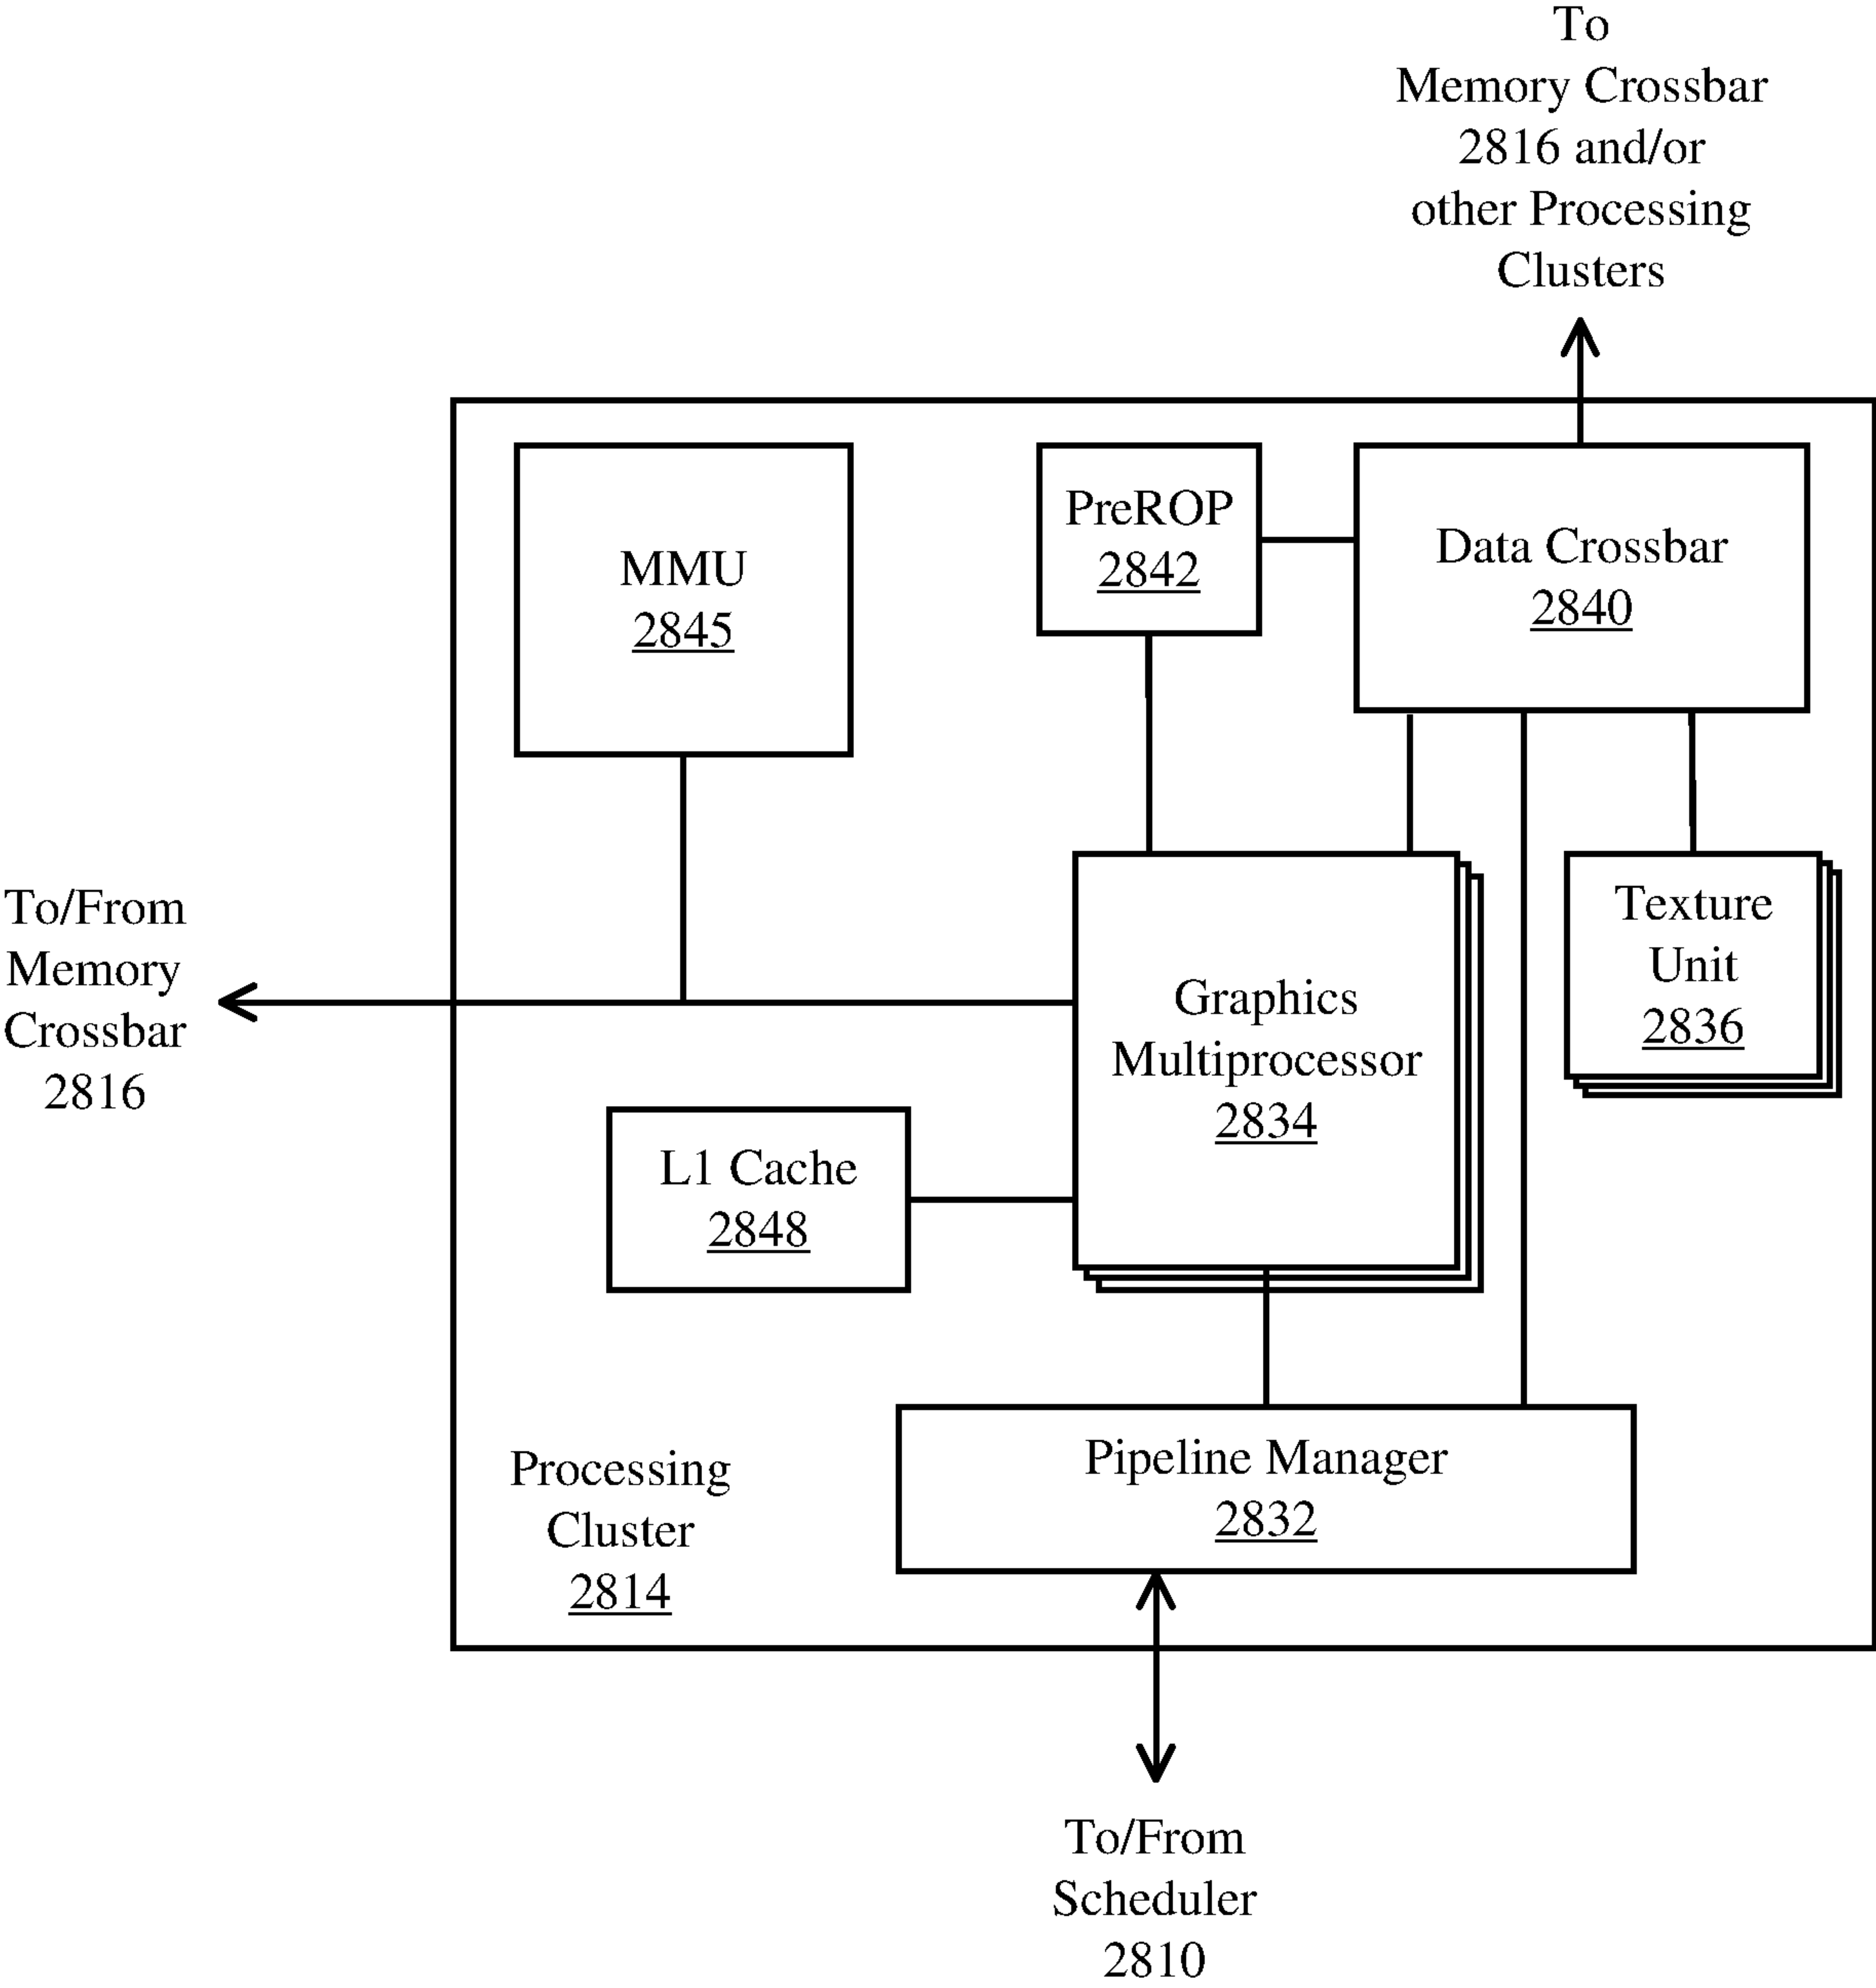 To
Memory Crossbar
2816 and/or
other Processing
Clusters
MMU
2845
PreROP
2842
Data Crossbar
2840
To/From
Memory
Crossbar
2816
Graphics
Multiprocessor
2834
Texture
Unit
2836
L1 Cache
2848
Processing
Cluster
2814
Pipeline Manager
2832
To/From
Scheduler
2810